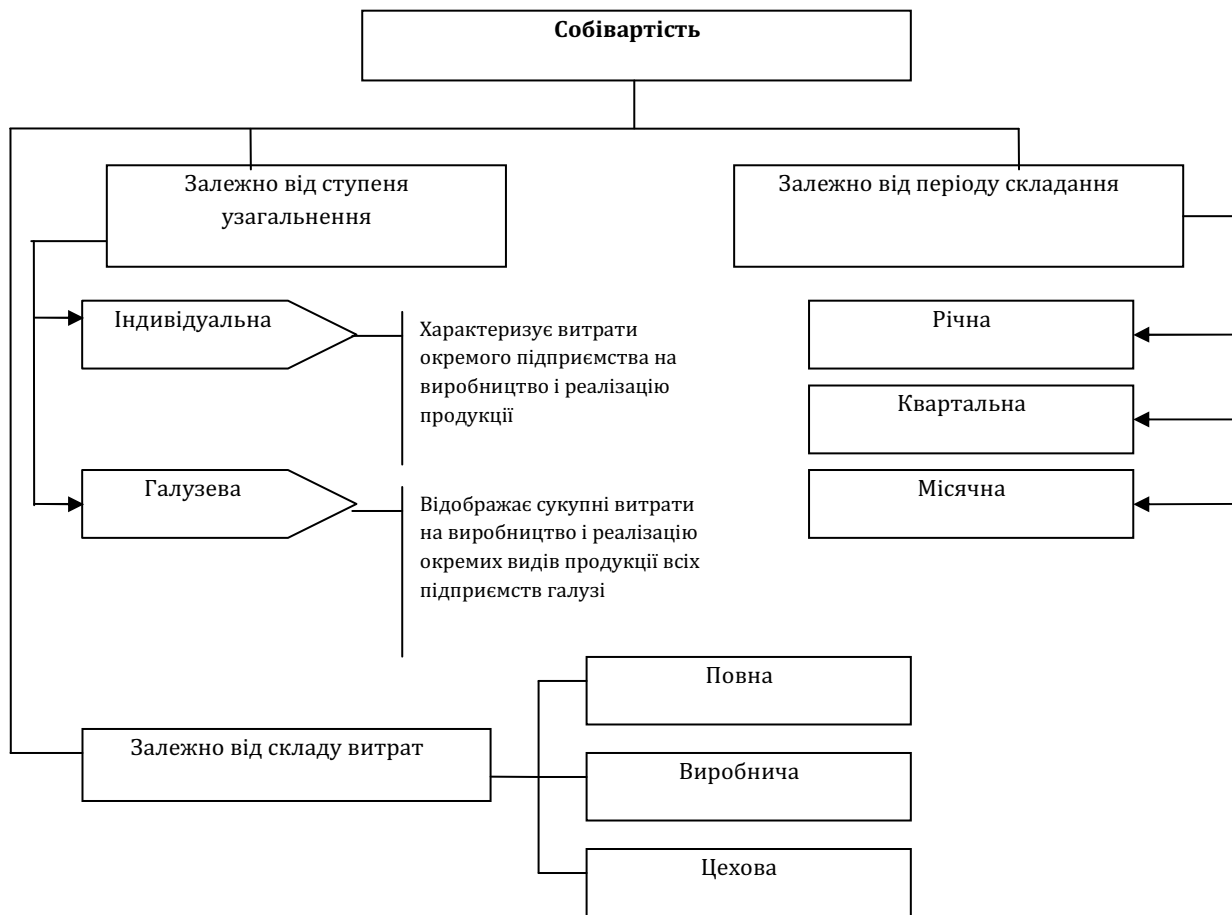 Собівартість
Залежно від ступеня
узагальнення
Залежно від періоду складання
Індивідуальна
Характеризує витрати
окремого підприємства на
виробництво і реалізацію
продукції
Річна
Квартальна
Галузева
Відображає сукупні витрати
на виробництво і реалізацію
окремих видів продукції всіх
підприємств галузі
Місячна
Залежно від складу витрат
Повна
Виробнича
Цехова